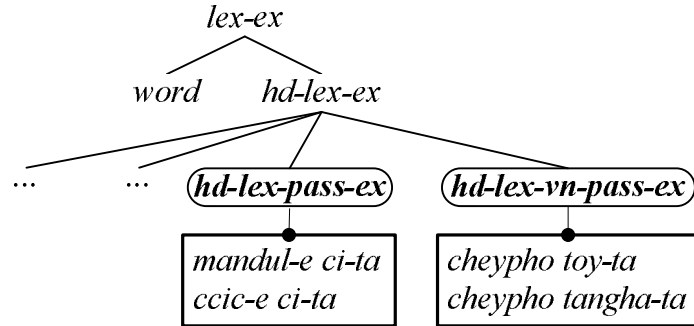 lex-ex
word hd-lex-ex
... ... hd-lex-pass-ex hd-lex-vn-pass-ex
mandul-e ci-ta cheypho toy-ta
ccic-e ci-ta cheypho tangha-ta